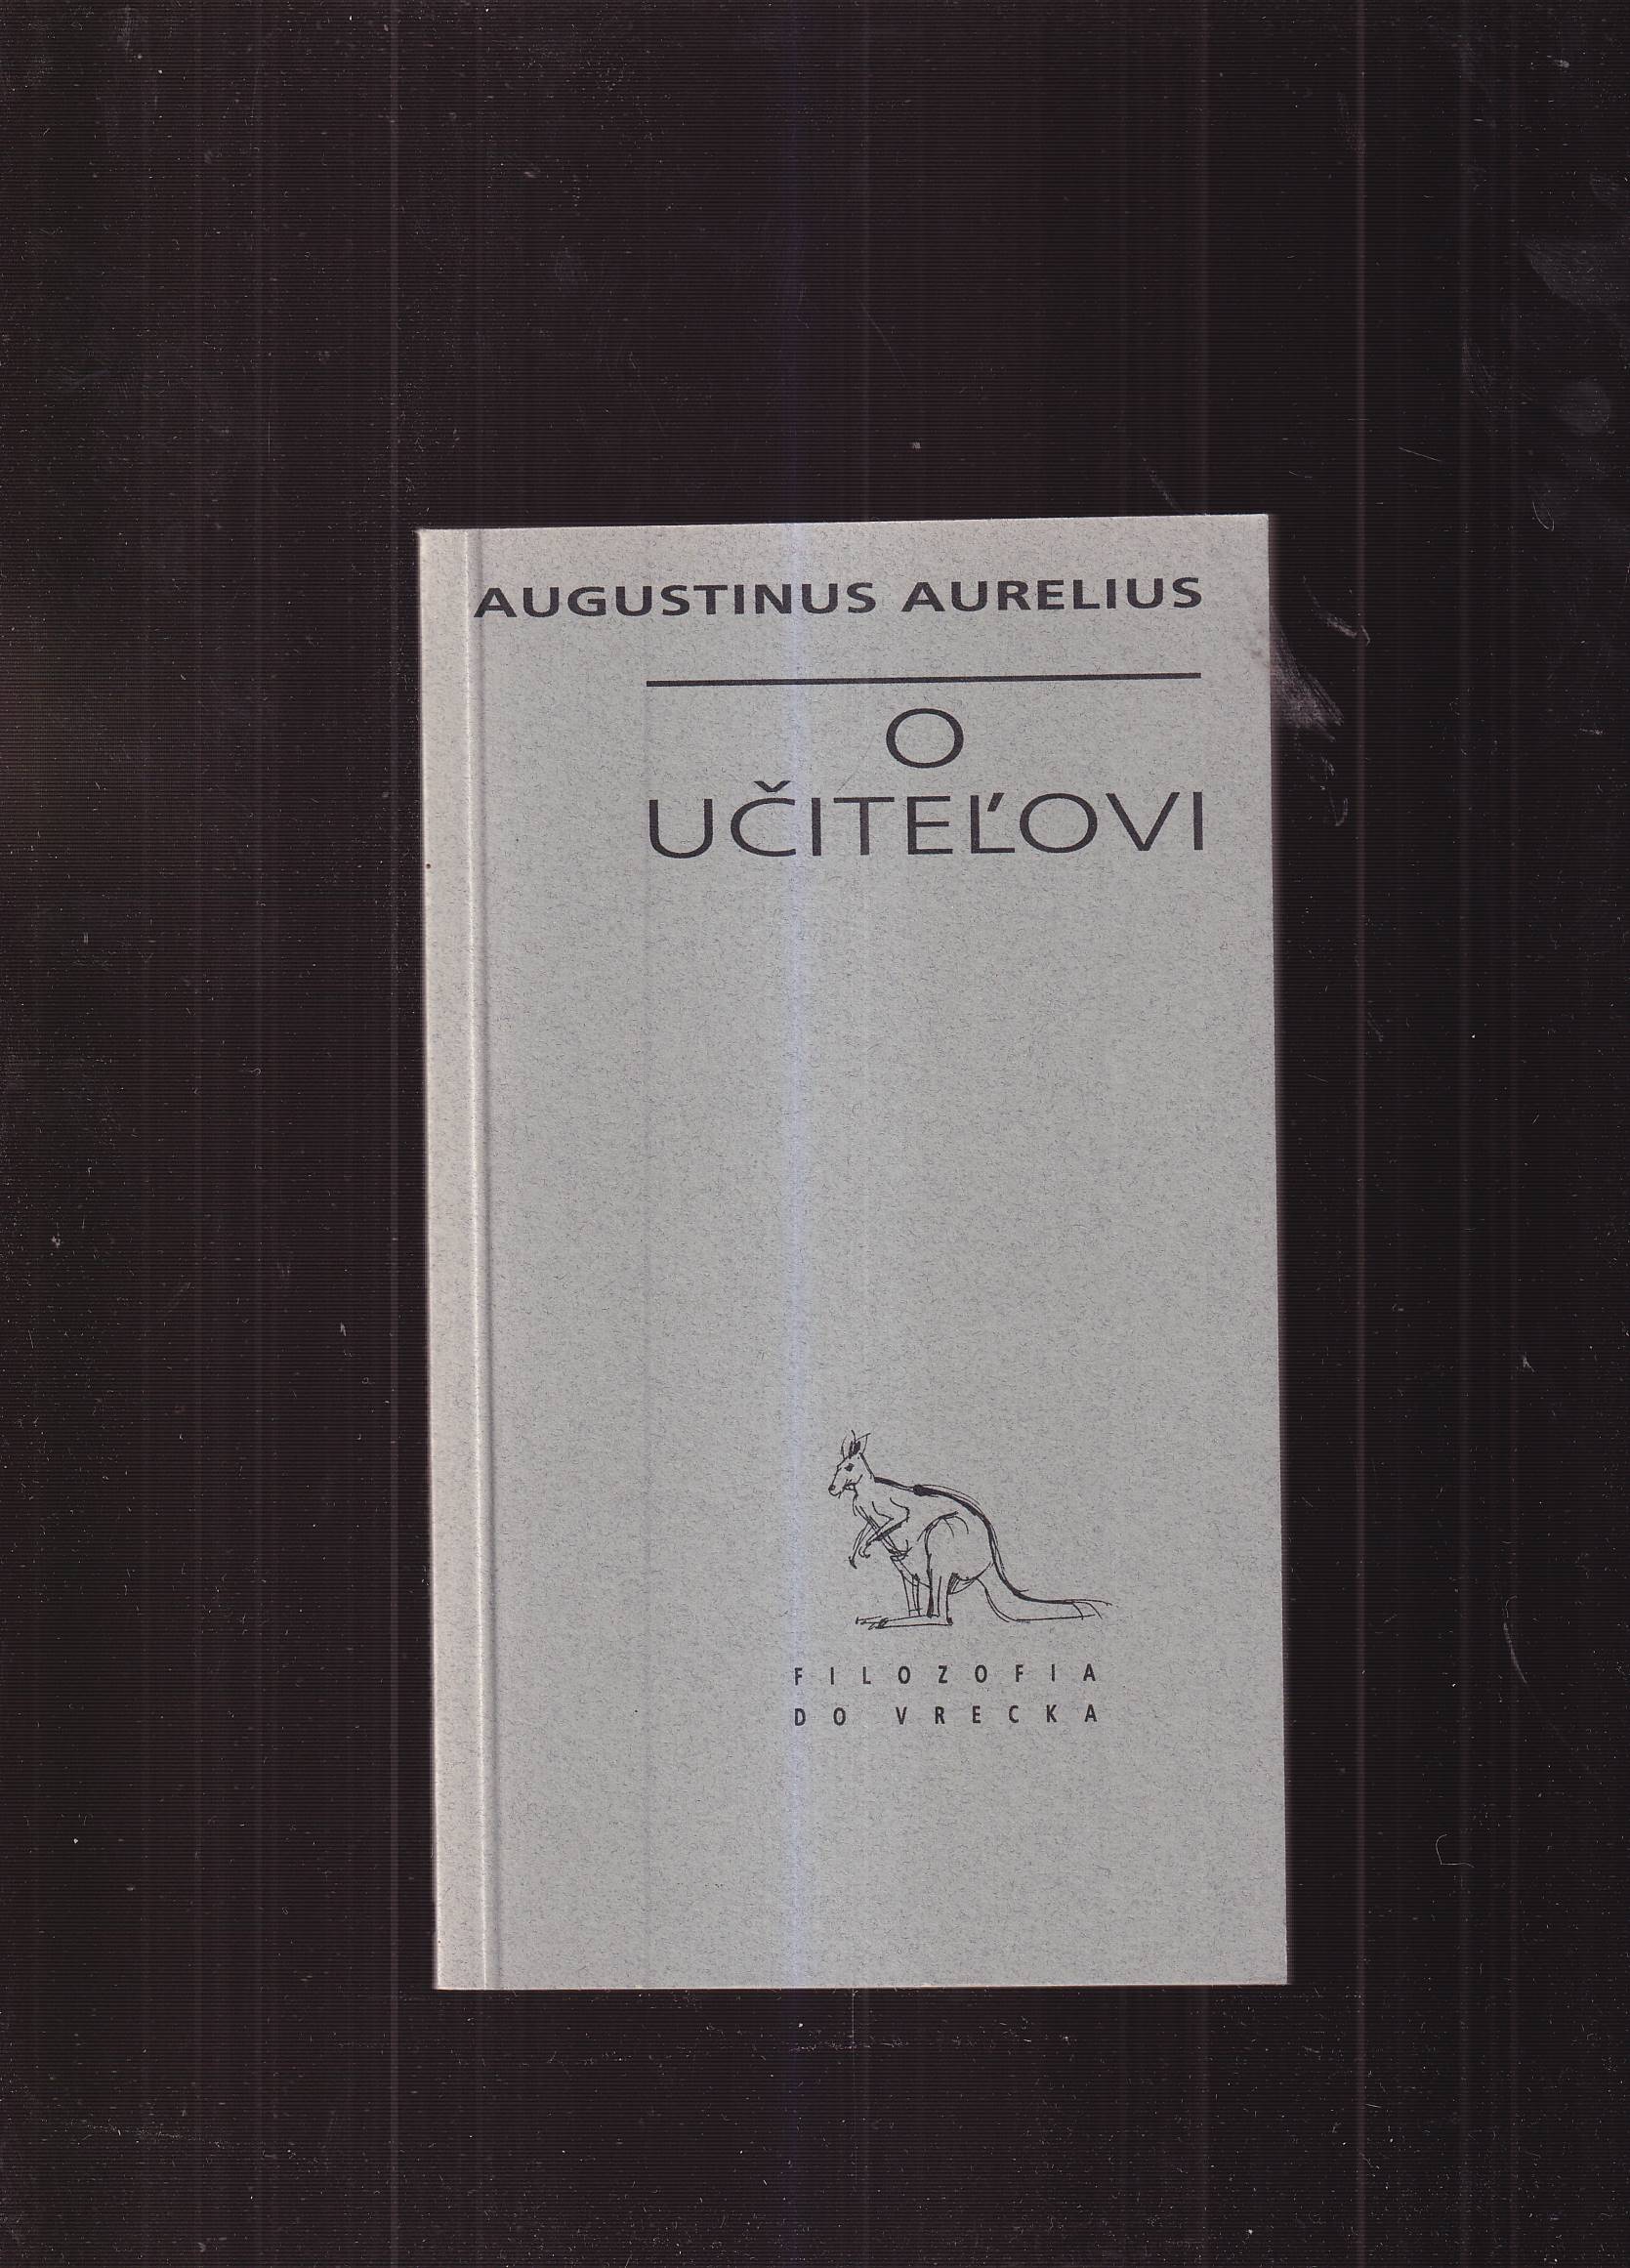 AUGUSTINUS AURELIUS
O
UČITEĽOVI
FILOZOFIA
DO VRECKA